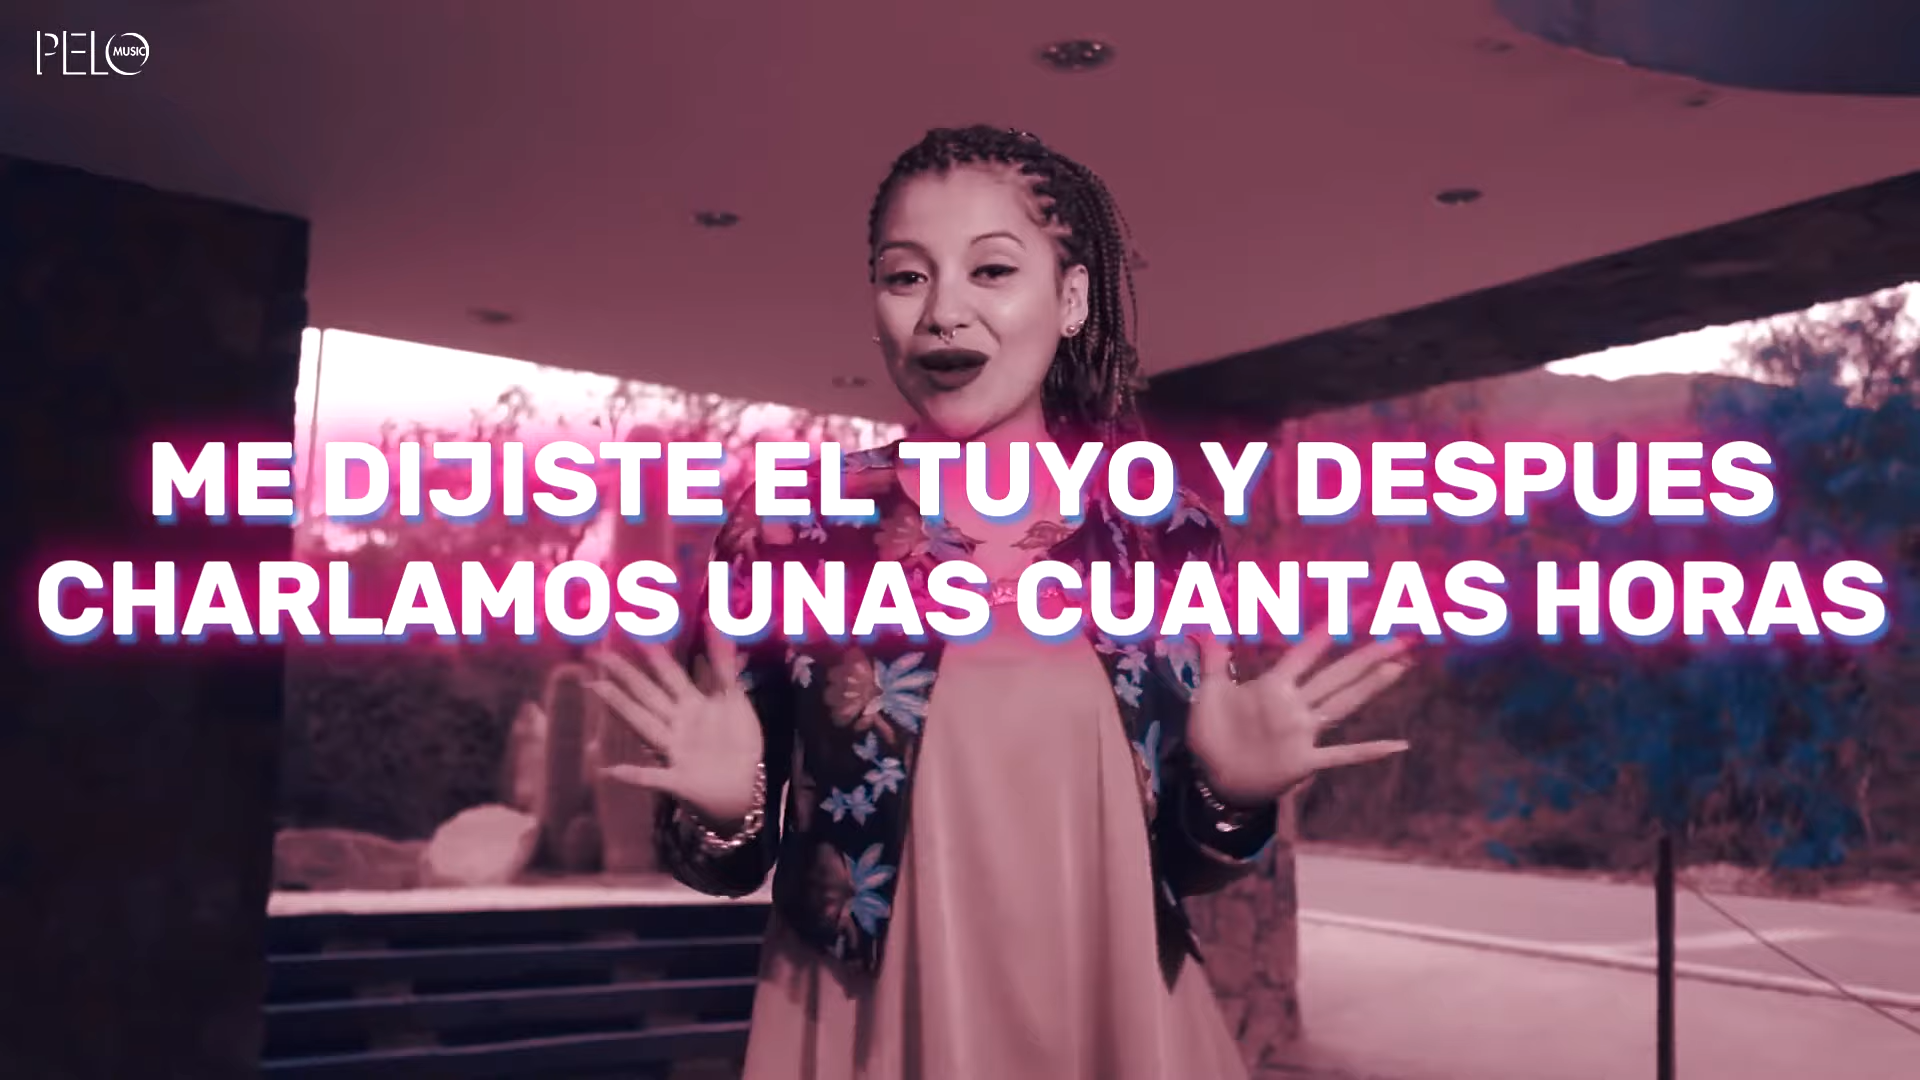 PELO MUSIC
ME DIJISTE EL TUYO Y DESPUES
CHARLAMOS UNAS CUANTAS HORAS